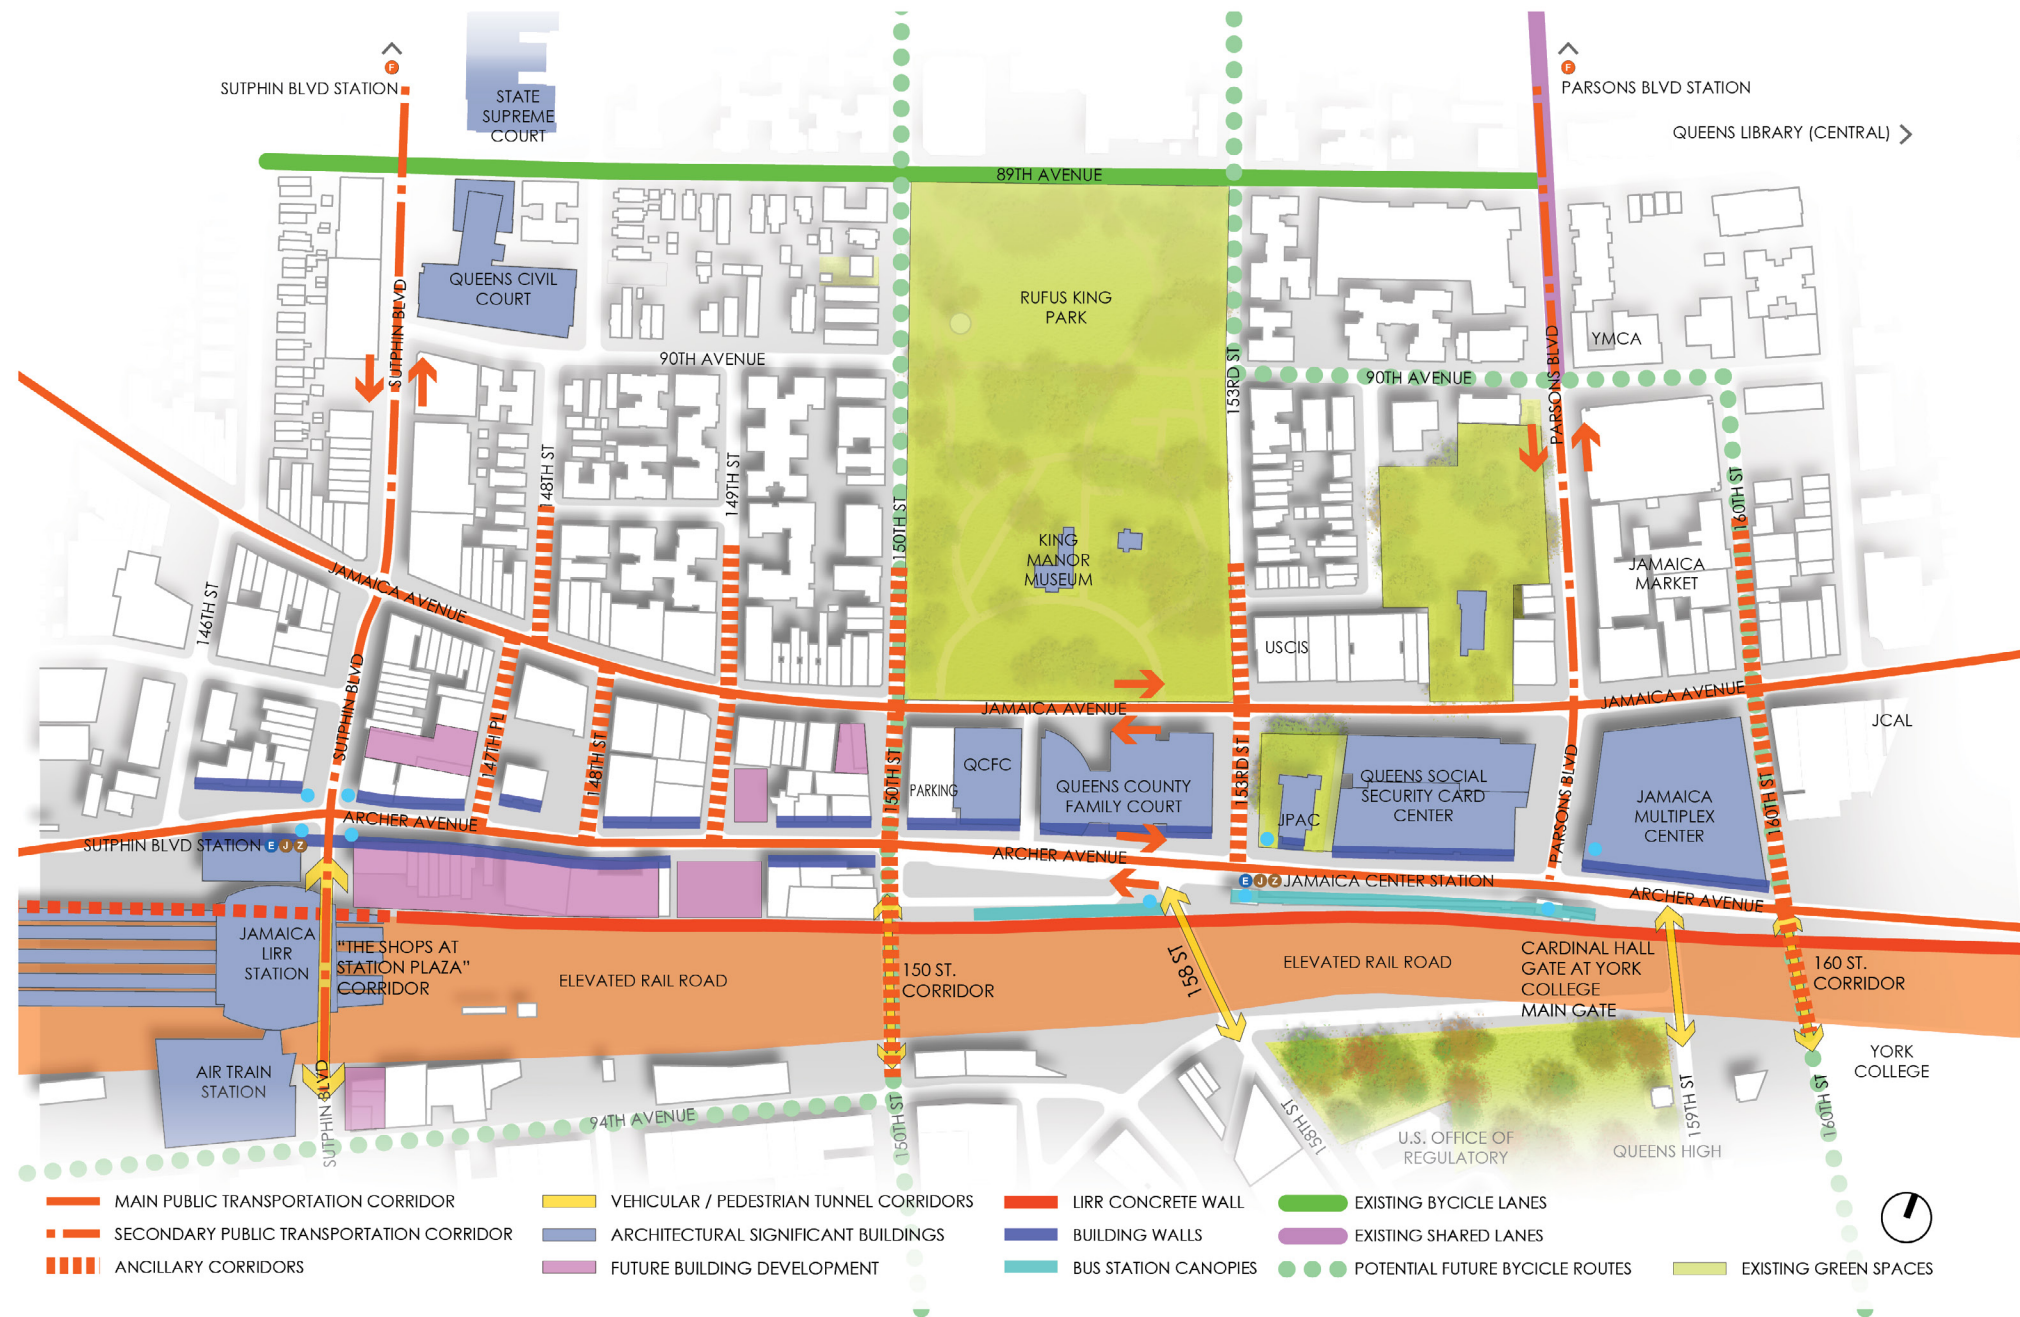 F
SUTPHIN BLVD STATION
STATE
SUPREME
COURT
F
PARSONS BLVD STATION
QUEENS LIBRARY (CENTRAL)
89TH AVENUE
QUEENS CIVIL
COURT
SUTPHIN BLVD
RUFUS KING
PARK
90TH AVENUE
153RD ST
90TH AVENUE
PARSONS BLVD
YMCA
PARSONS BLVD
148TH ST
149TH ST
150TH ST
160TH ST
KING
MANOR
MUSEUM
JAMAICA
MARKET
146TH ST
JAMAICA AVENUE
USCIS
SUTPHIN BLVD
JAMAICA AVENUE
JAMAICA AVENUE
JCAL
147TH PL
148TH ST
150TH ST
PARKING
QCFC
QUEENS COUNTY
FAMILY COURT
153RD ST
JPAC
QUEENS SOCIAL
SECURITY CARD
CENTER
PARSONS BLVD
JAMAICA
MULTIPLEX
CENTER
160TH ST
ARCHER AVENUE
SUTPHIN BLVD STATION E J Z
ARCHER AVENUE
E J Z JAMAICA CENTER STATION
ARCHER AVENUE
JAMAICA
LIRR
STATION
"THE SHOPS AT
STATION PLAZA"
CORRIDOR
ELEVATED RAIL ROAD
150 ST.
CORRIDOR
158 ST
ELEVATED RAIL ROAD
CARDINAL HALL
GATE AT YORK
COLLEGE
MAIN GATE
160 ST.
CORRIDOR
AIR TRAIN
STATION
SUTPHIN BLVD
94TH AVENUE
150TH ST
158TH ST
159TH ST
160TH ST
YORK
COLLEGE
U.S. OFFICE OF
REGULATORY
QUEENS HIGH
MAIN PUBLIC TRANSPORTATION CORRIDOR
SECONDARY PUBLIC TRANSPORTATION CORRIDOR
ANCILLARY CORRIDORS
VEHICULAR / PEDESTRIAN TUNNEL CORRIDORS
ARCHITECTURAL SIGNIFICANT BUILDINGS
FUTURE BUILDING DEVELOPMENT
LIRR CONCRETE WALL
BUILDING WALLS
BUS STATION CANOPIES
EXISTING BYCICLE LANES
EXISTING SHARED LANES
POTENTIAL FUTURE BYCICLE ROUTES
EXISTING GREEN SPACES